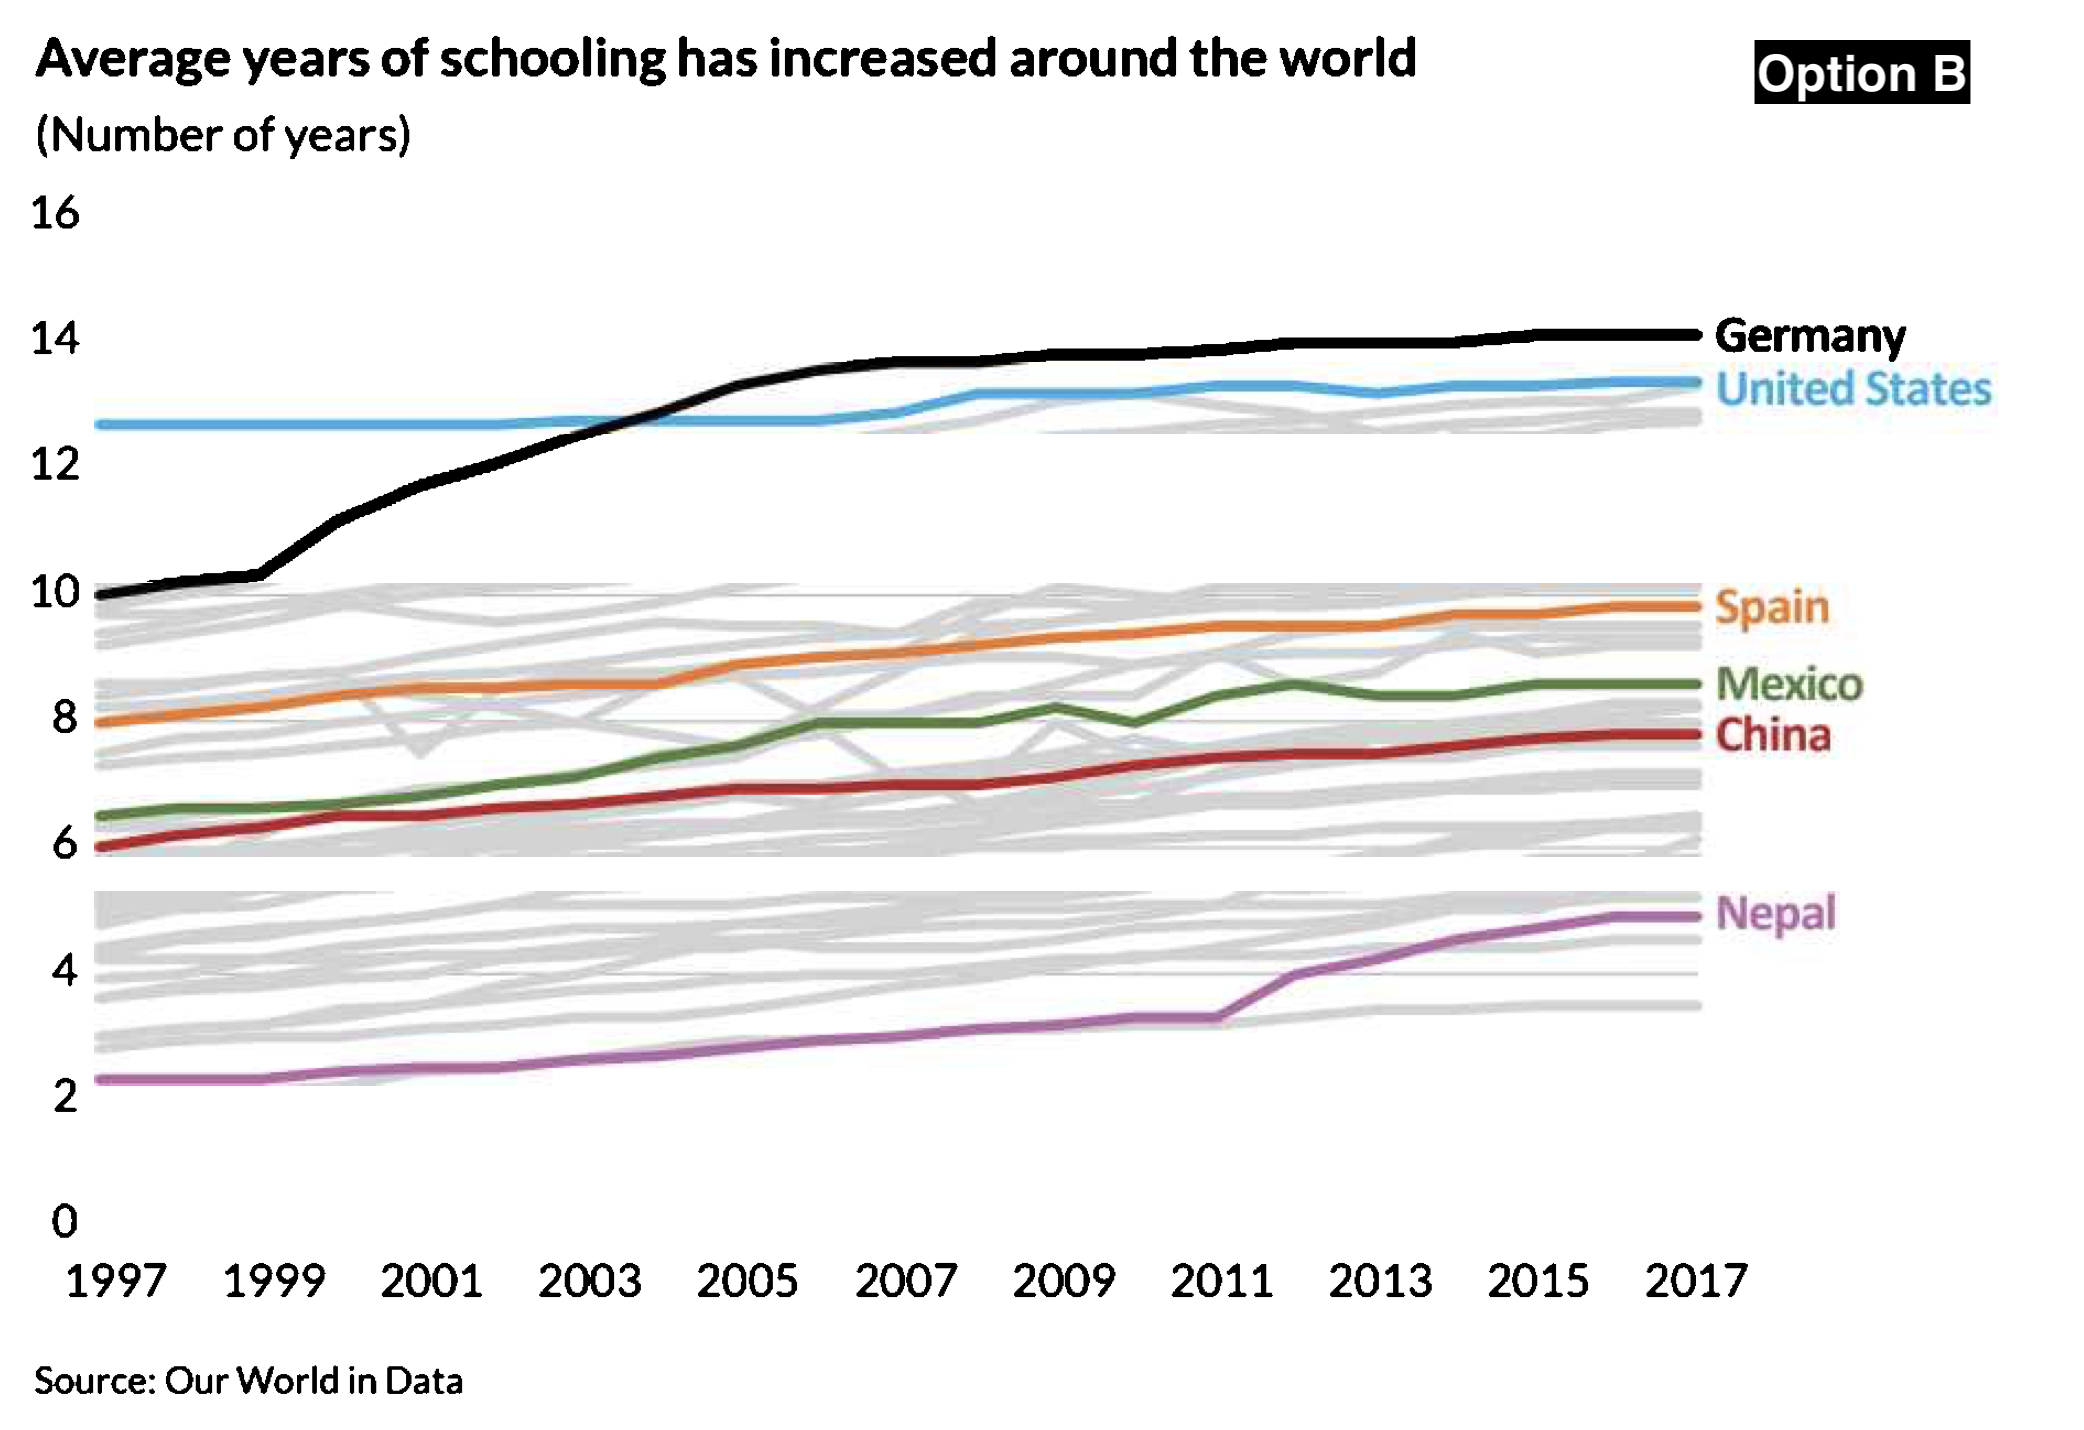 Average years of schooling has increased around the world
Option B
(Number of years)
16
14
12
10
8
6
4
2
0
Germany
United States
Spain
Mexico
China
Nepal
1997 1999 2001 2003 2005 2007 2009 2011 2013 2015 2017
Source: Our World in Data